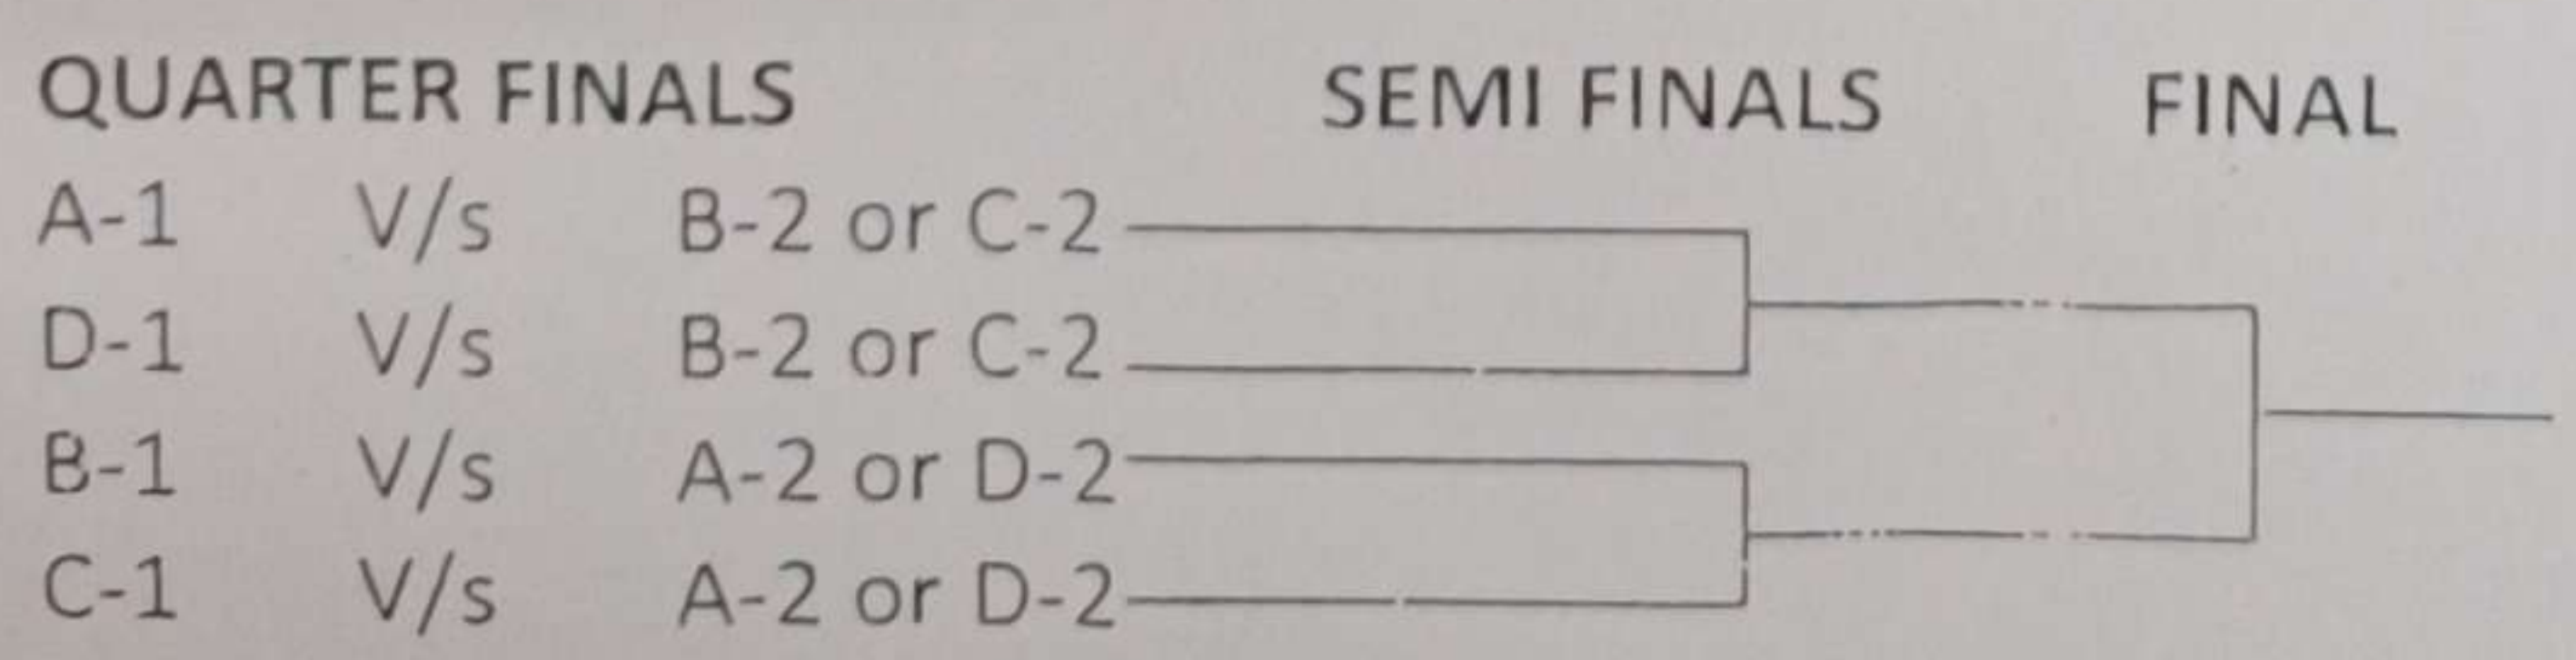 QUARTER FINALS SEMI FINALS FINAL
A-1 V/s B-2 or C-2
D-1 V/s B-2 or C-2
B-1 V/s A-2 or D-2
C-1 V/s A-2 or D-2